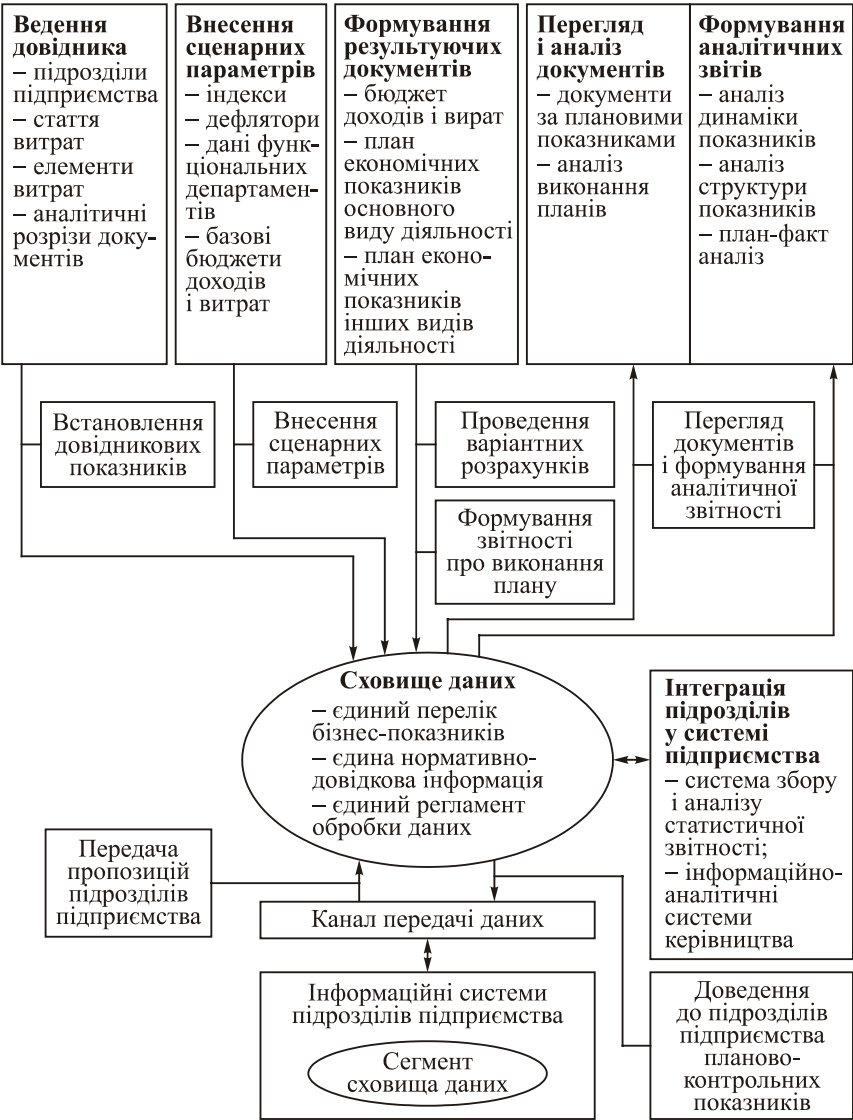 Ведення
довідника
– підрозділи
підприємства
– стаття
витрат
– елементи
витрат
– аналітичні
розрізи доку-
ментів
Внесення
сценарних
параметрів
– індекси
– дефлятори
– дані функ-
ціональних
департамен-
тів
– базові
бюджети
доходів
і витрат
Формування
результуючих
документів
– бюджет
доходів і вират
– план
економічних
показників
основного
виду діяльності
– план еконо-
мічних
показників
інших видів
діяльності
Перегляд
і аналіз
документів
– документи
за плановими
показниками
– аналіз
виконання
планів
Формування
аналітичних
звітів
– аналіз
динаміки
показників
– аналіз
структури
показників
– план-факт
аналіз
Встановлення
довідникових
показників
Внесення
сценарних
параметрів
Проведення
варіантних
розрахунків
Перегляд
документів
і формування
аналітичної
звітності
Формування
звітності
про виконання
плану
Сховище даних
– єдиний перелік
бізнес-показників
– єдина нормативно-
довідкова інформація
– єдиний регламент
обробки даних
Інтеграція
підрозділів
у системі
підприємства
– система збору
і аналізу
статистичної
звітності;
– інформаційно-
аналітичні
системи
керівництва
Передача
пропозицій
підрозділів
підприємства
Канал передачі даних
Інформаційні системи
підрозділів підприємства
Сегмент
сховища даних
Доведення
до підрозділів
підприємства
планово-
контрольних
показників